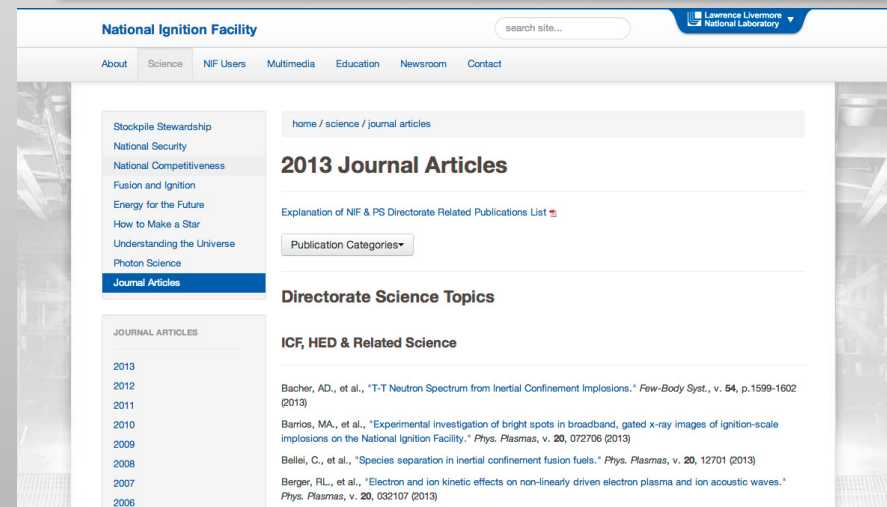 National Ignition Facility
search site...
Lawrence Livermore
National Laboratory
About Science NIF Users Multimedia Education Newsroom Contact
Stockpile Stewardship
National Security
National Competitiveness
Fusion and Ignition
Energy for the Future
How to Make a Star
Understanding the Universe
Photon Science
Journal Articles
JOURNAL ARTICLES
2013
2012
2011
2010
2009
2008
2007
2006
home / science / journal articles
2013 Journal Articles
Explanation of NIF & PS Directorate Related Publications List
Publication Categories
Directorate Science Topics
ICF, HED & Related Science
Bacher, AD., et al., "T-T Neutron Spectrum from Inertial Confinement Implosions." Few-Body Syst., v. 54, p.1599-1602
(2013)
Barrios, MA., et al., "Experimental investigation of bright spots in broadband, gated x-ray images of ignition-scale
implosions on the National Ignition Facility." Phys. Plasmas, v. 20, 072706 (2013)
Bellei, C., et al., "Species separation in inertial confinement fusion fuels." Phys. Plasmas, v. 20, 12701 (2013)
Berger, RL., et al., "Electron and ion kinetic effects on non-linearly driven electron plasma and ion acoustic waves."
Phys. Plasmas, v. 20, 032107 (2013)